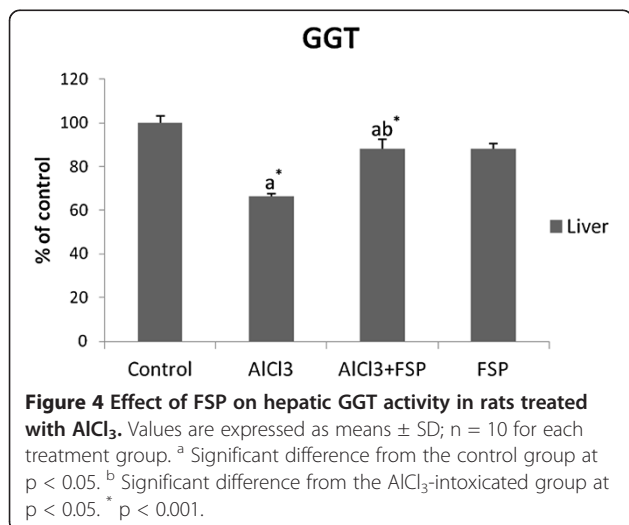 GGT
120
100
80
60
40
20
0
% of control
a*
ab*
Liver
Control AlCl3 AlCl3+FSP FSP
Figure 4 Effect of FSP on hepatic GGT activity in rats treated
with AlCl₃. Values are expressed as means ± SD; n = 10 for each
treatment group. ᵃ Significant difference from the control group at
p < 0.05. ᵇ Significant difference from the AlCl₃-intoxicated group at
p < 0.05. * p < 0.001.